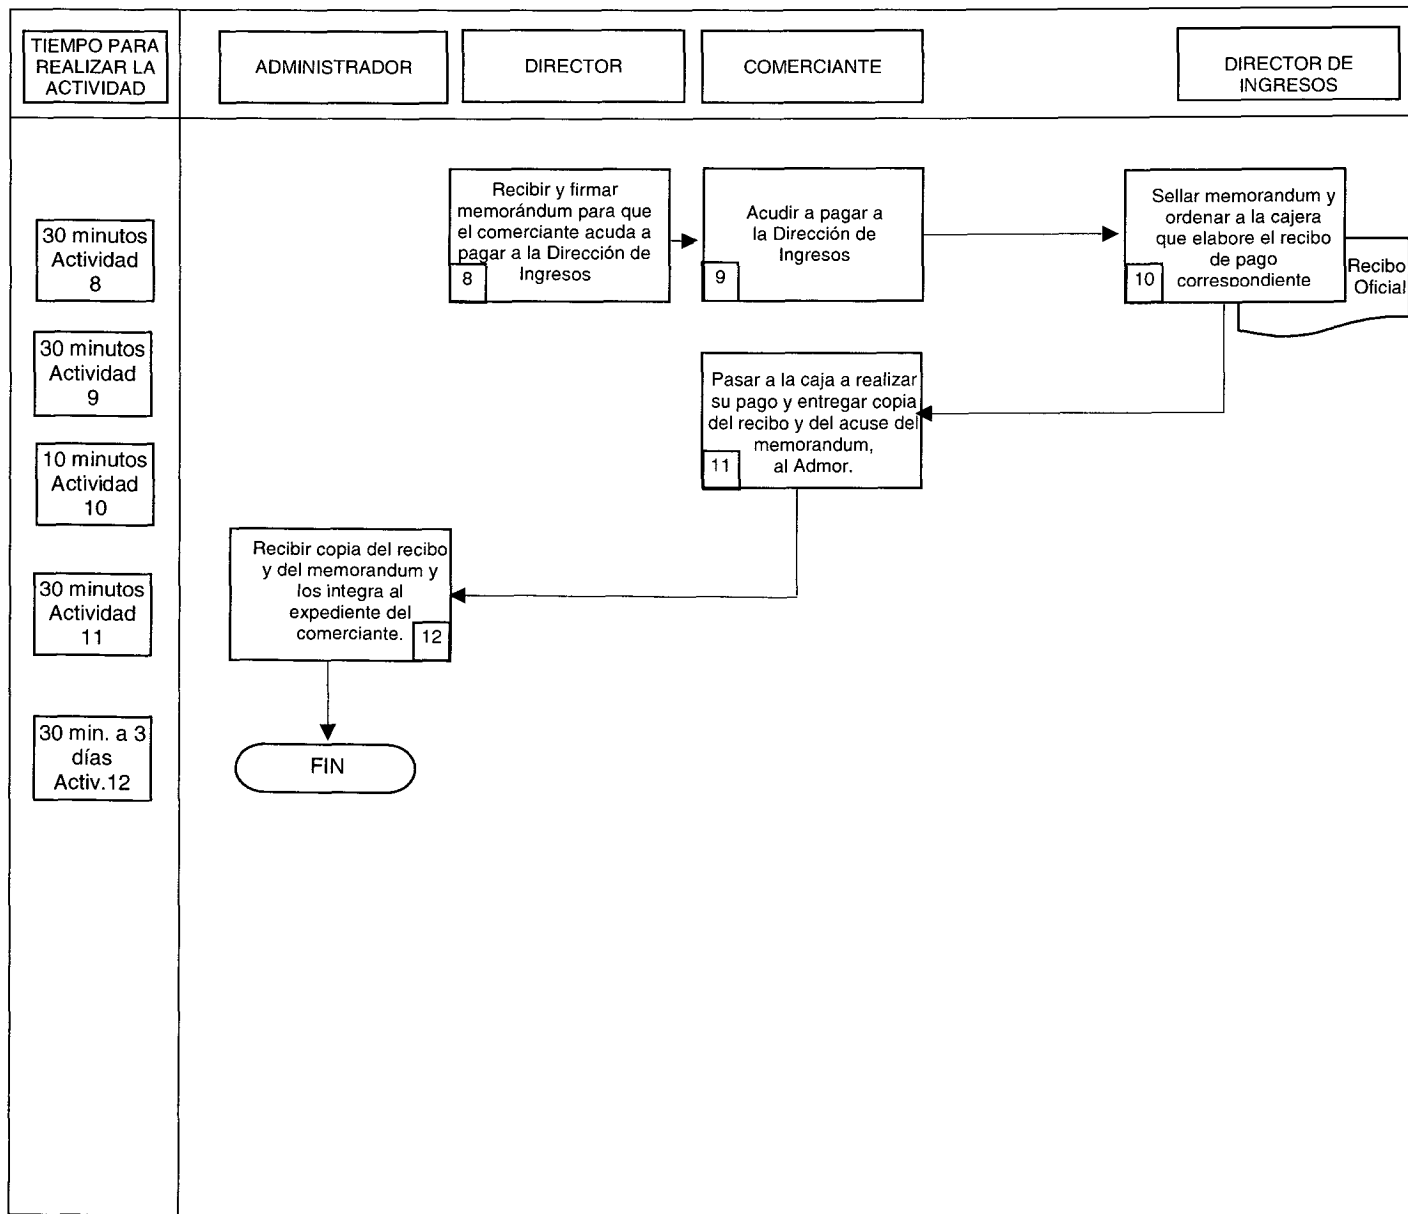 TIEMPO PARA
REALIZAR LA
ACTIVIDAD
ADMINISTRADOR
DIRECTOR
COMERCIANTE
DIRECTOR DE
INGRESOS
30 minutos
Actividad
8
30 minutos
Actividad
9
10 minutos
Actividad
10
30 minutos
Actividad
11
30 min. a 3
días
Activ.12
Recibir y firmar
memorándum para que
el comerciante acuda a
pagar a la Dirección de
Ingresos
8
Acudir a pagar a
la Dirección de
Ingresos
9
Sellar memorandum y
ordenar a la cajera
que elabore el recibo
de pago
correspondiente
10
Recibo
Oficial
Pasar a la caja a realizar
su pago y entregar copia
del recibo y del acuse del
memorandum,
al Admor.
11
Recibir copia del recibo
y del memorandum y
los integra al
expediente del
comerciante.
12
FIN